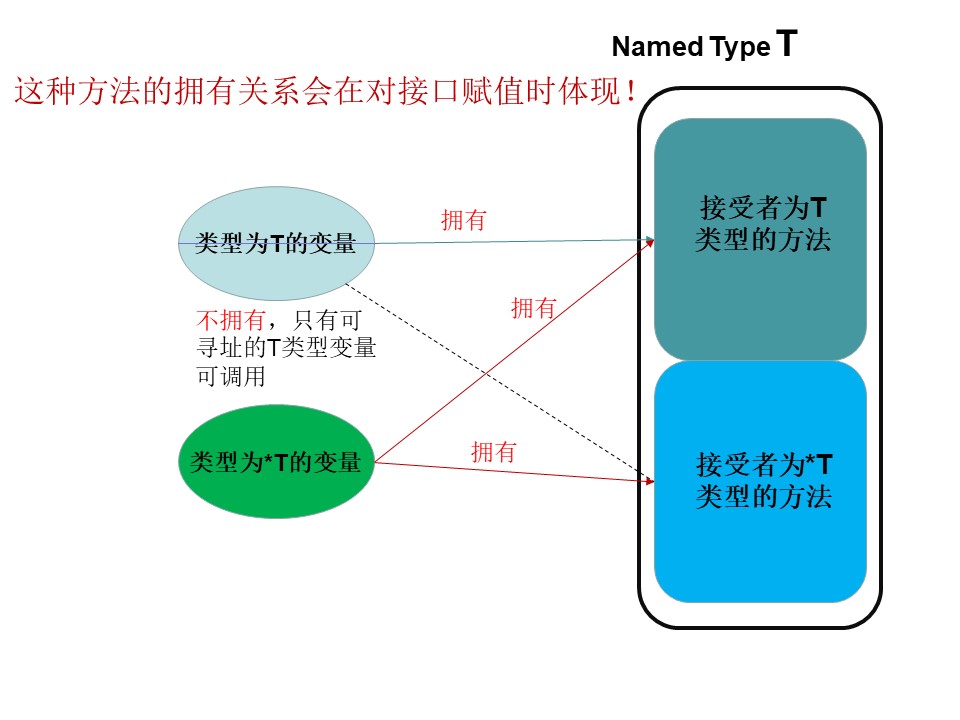 Named Type T
这种方法的拥有关系会在对接口赋值时体现！
接受者为T
类型的方法
拥有
类型为T的变量
拥有
不拥有，只有可
寻址的T类型变量
可调用
拥有
类型为*T的变量
接受者为*T
类型的方法